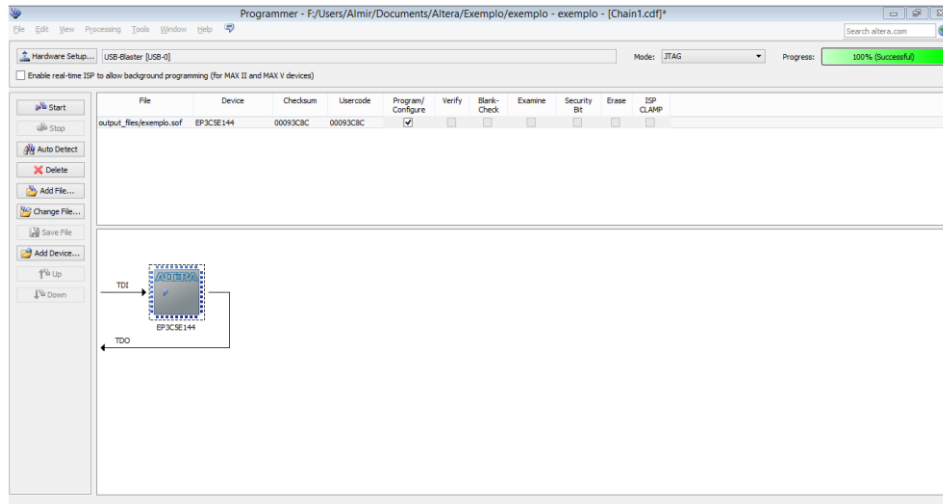 Programmer - F:/Users/Almir/Documents/Altera/Exemplo/exemplo - exemplo - [Chain1.cdf]*
File Edit View Processing Tools Window Help
Search altera.com
Hardware Setup... USB-Blaster [USB-0] Mode: JTAG Progress: 100% (Successful)
Enable real-time ISP to allow background programming (for MAX II and MAX V devices)
File Device Checksum Usercode Program/Configure Verify Blank-Check Examine Security Bit Erase ISP CLAMP
output_files/exemplo.sof EP3C5E144 00093C8C 00093C8C
Start
Stop
Auto Detect
Delete
Add File...
Change File...
Save File
Add Device...
Up
Down
TDI
ALTERA
EP3C5E144
TDO